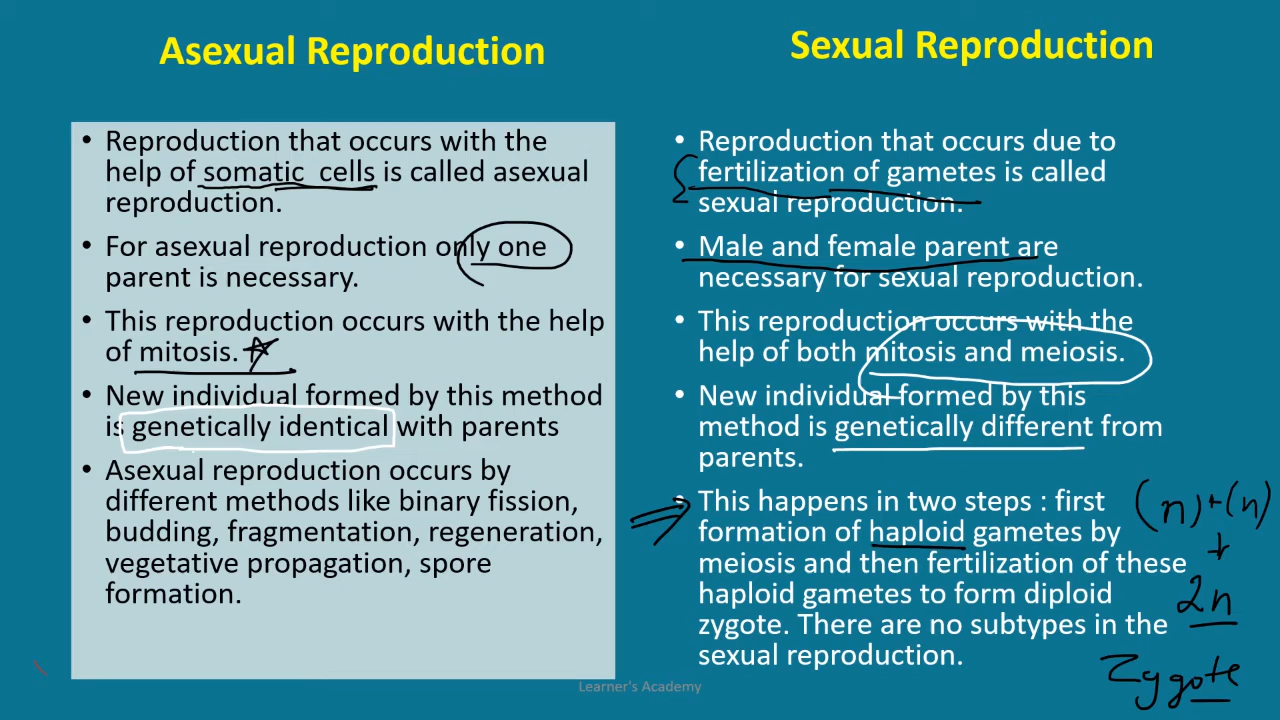 Asexual Reproduction
• Reproduction that occurs with the
help of somatic cells is called asexual
reproduction.
• For asexual reproduction only one
parent is necessary.
• This reproduction occurs with the help
of mitosis.
• New individual formed by this method
is genetically identical with parents
• Asexual reproduction occurs by
different methods like binary fission,
budding, fragmentation, regeneration,
vegetative propagation, spore
formation.
Sexual Reproduction
• Reproduction that occurs due to
fertilization of gametes is called
sexual reproduction.
• Male and female parent are
necessary for sexual reproduction.
• This reproduction occurs with the
help of both mitosis and meiosis.
• New individual formed by this
method is genetically different from
parents.
• This happens in two steps : first
formation of haploid gametes by
meiosis and then fertilization of these
haploid gametes to form diploid
zygote. There are no subtypes in the
sexual reproduction.
(n)+(n)
+
2n
Zygote
Learner's Academy